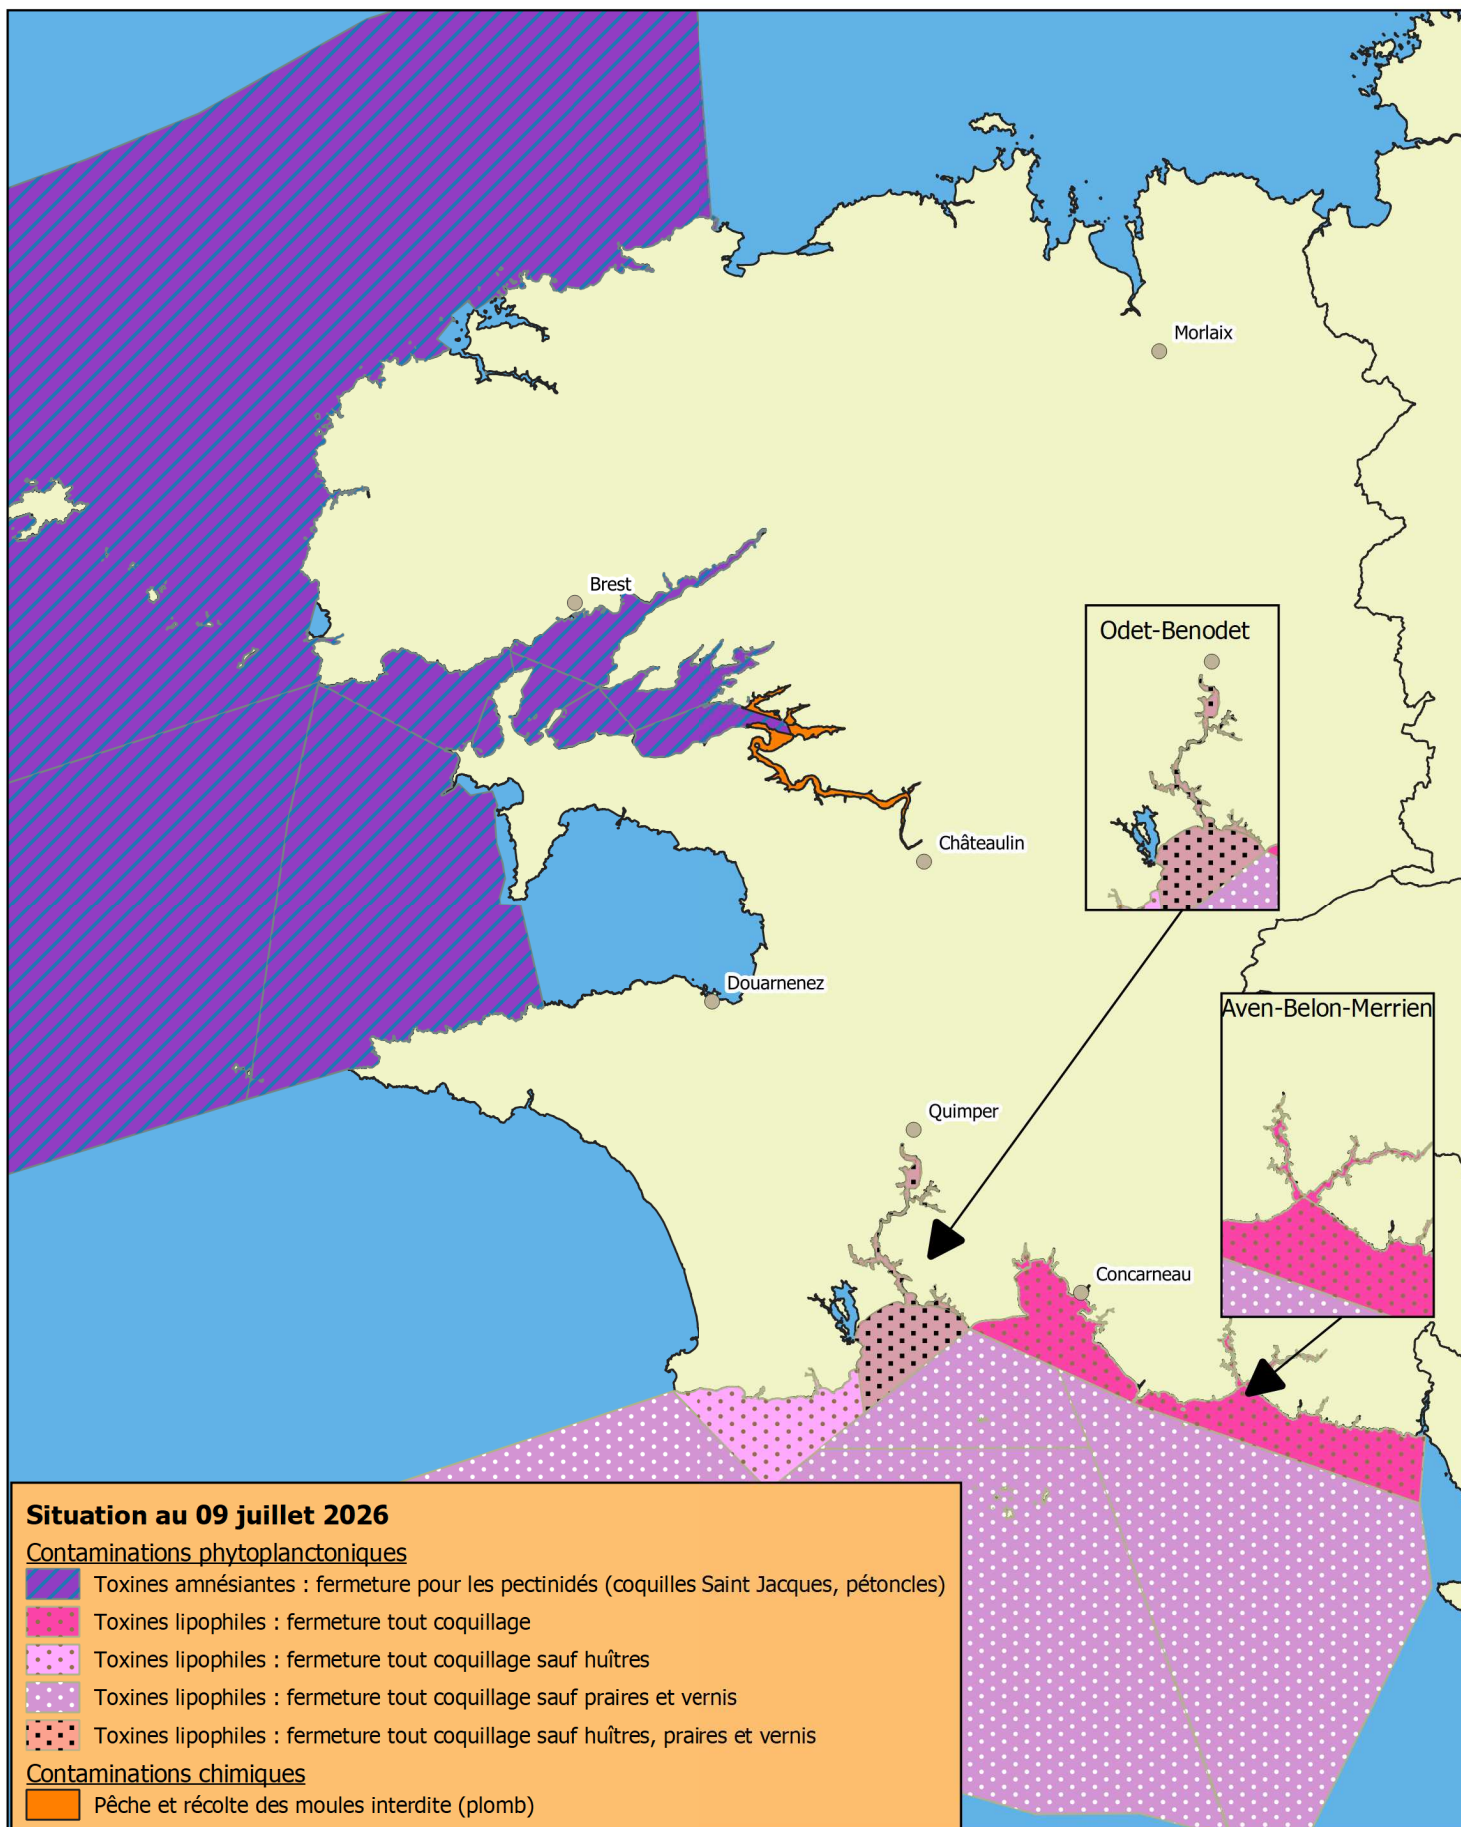 Morlaix
Brest
Odet-Benodet
Châteaulin
Douarnenez
Aven-Belon-Merrien
Quimper
Concarneau
Situation au 09 juillet 2026
Contaminations phytoplanctoniques
Toxines amnésiantes : fermeture pour les pectinidés (coquilles Saint Jacques, pétoncles)
Toxines lipophiles : fermeture tout coquillage
Toxines lipophiles : fermeture tout coquillage sauf huîtres
Toxines lipophiles : fermeture tout coquillage sauf praires et vernis
Toxines lipophiles : fermeture tout coquillage sauf huîtres, praires et vernis
Contaminations chimiques
Pêche et récolte des moules interdite (plomb)